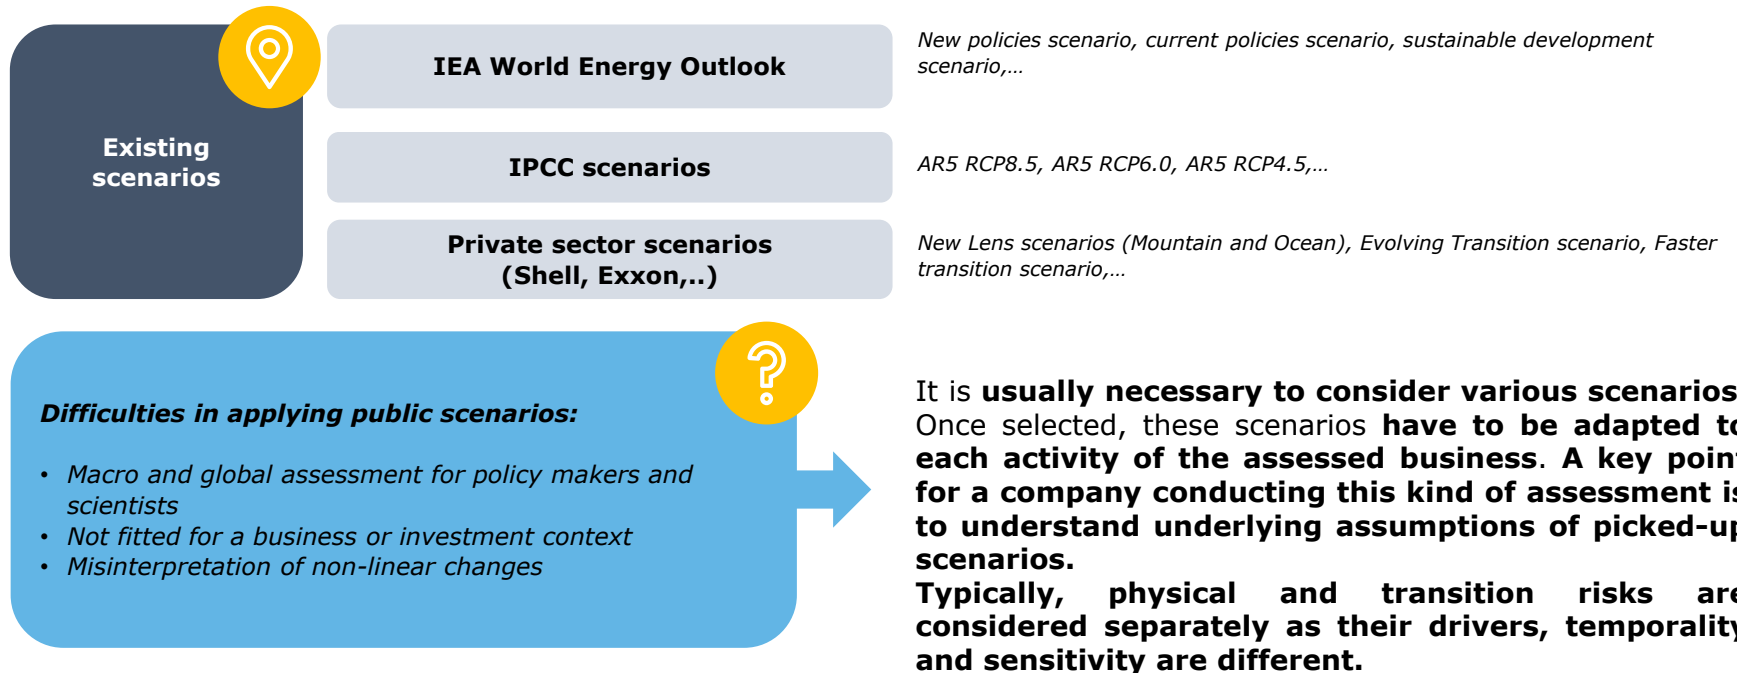 Existing
scenarios
IEA World Energy Outlook
New policies scenario, current policies scenario, sustainable development
scenario,...
IPCC scenarios
AR5 RCP8.5, AR5 RCP6.0, AR5 RCP4.5,...
Private sector scenarios
(Shell, Exxon,..)
New Lens scenarios (Mountain and Ocean), Evolving Transition scenario, Faster
transition scenario,...
Difficulties in applying public scenarios:
• Macro and global assessment for policy makers and
scientists
• Not fitted for a business or investment context
• Misinterpretation of non-linear changes
It is usually necessary to consider various scenarios
Once selected, these scenarios have to be adapted to
each activity of the assessed business. A key point
for a company conducting this kind of assessment is
to understand underlying assumptions of picked-up
scenarios.
Typically, physical and transition risks are
considered separately as their drivers, temporality
and sensitivity are different.